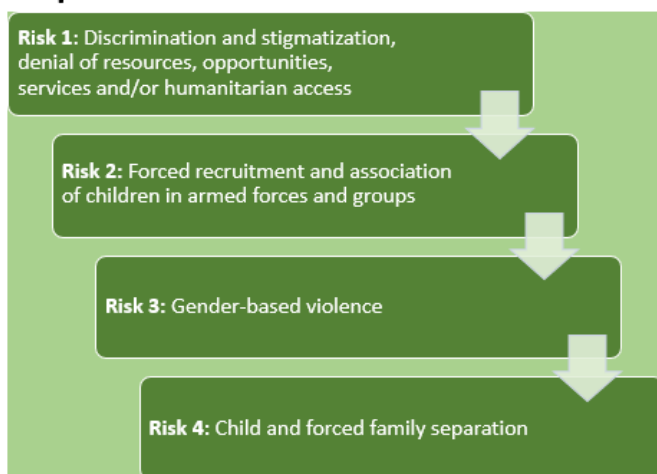 Risk 1: Discrimination and stigmatization,
denial of resources, opportunities,
services and/or humanitarian access
Risk 2: Forced recruitment and association
of children in armed forces and groups
Risk 3: Gender-based violence
Risk 4: Child and forced family separation